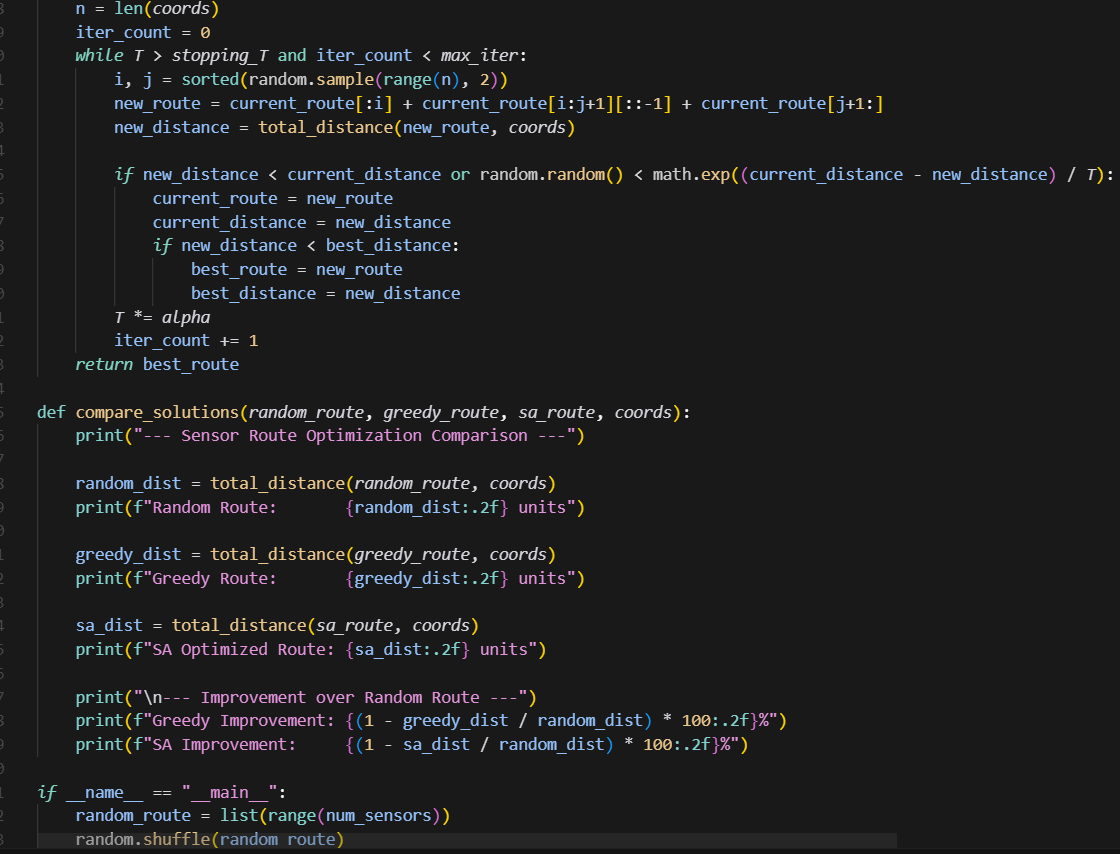 n = len(coords)
    iter_count = 0
    while T > stopping_T and iter_count < max_iter:
        i, j = sorted(random.sample(range(n), 2))
        new_route = current_route[:i] + current_route[i:j+1][::-1] + current_route[j+1:]
        new_distance = total_distance(new_route, coords)

        if new_distance < current_distance or random.random() < math.exp((current_distance - new_distance) / T):
            current_route = new_route
            current_distance = new_distance
            if new_distance < best_distance:
                best_route = new_route
                best_distance = new_distance
        T *= alpha
        iter_count += 1
    return best_route

def compare_solutions(random_route, greedy_route, sa_route, coords):
    print("--- Sensor Route Optimization Comparison ---")

    random_dist = total_distance(random_route, coords)
    print(f"Random Route:       {random_dist:.2f} units")

    greedy_dist = total_distance(greedy_route, coords)
    print(f"Greedy Route:       {greedy_dist:.2f} units")

    sa_dist = total_distance(sa_route, coords)
    print(f"SA Optimized Route: {sa_dist:.2f} units")

    print("\n--- Improvement over Random Route ---")
    print(f"Greedy Improvement: {(1 - greedy_dist / random_dist) * 100:.2f}%")
    print(f"SA Improvement:     {(1 - sa_dist / random_dist) * 100:.2f}%")

if __name__ == "__main__":
    random_route = list(range(num_sensors))
    random.shuffle(random_route)